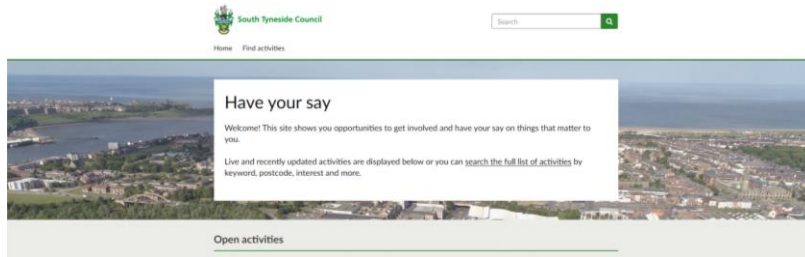 South Tyneside Council
Search
Home Find activities
Have your say
Welcome! This site shows you opportunities to get involved and have your say on things that matter to
you.
Live and recently updated activities are displayed below or you can search the full list of activities by
keyword, postcode, interest and more.
Open activities